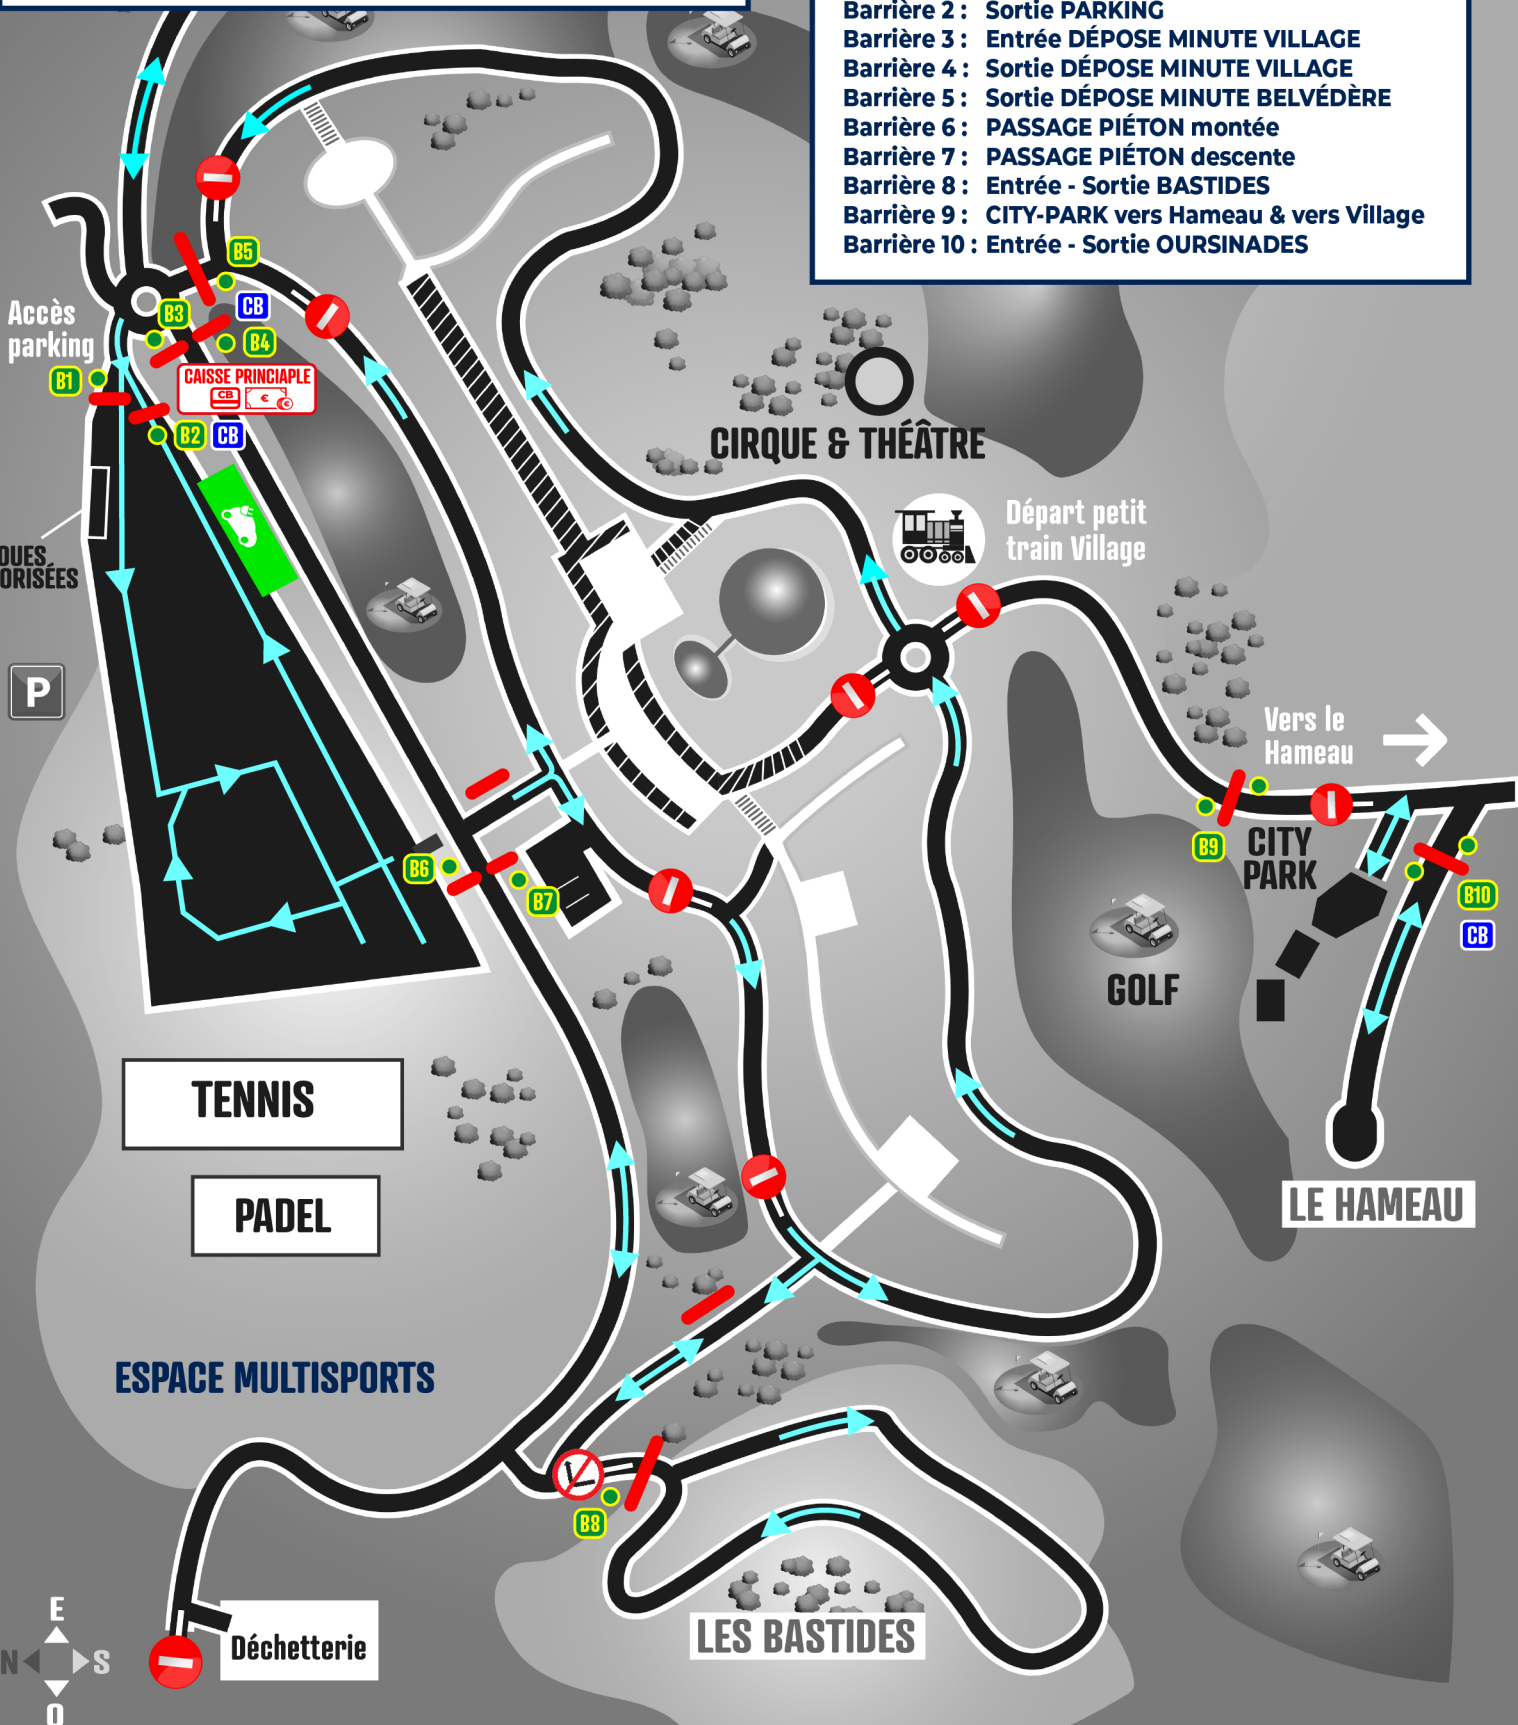 Barrière 2 : Sortie PARKING
Barrière 3 : Entrée DÉPOSE MINUTE VILLAGE
Barrière 4 : Sortie DÉPOSE MINUTE VILLAGE
Barrière 5 : Sortie DÉPOSE MINUTE BELVÉDÈRE
Barrière 6 : PASSAGE PIÉTON montée
Barrière 7 : PASSAGE PIÉTON descente
Barrière 8 : Entrée - Sortie BASTIDES
Barrière 9 : CITY-PARK vers Hameau & vers Village
Barrière 10 : Entrée - Sortie OURSINADES
B5
CB
B3
B4
Accès
parking
B1
CAISSE PRINCIAPLE
CB € €
B2 CB
CIRQUE & THÉÂTRE
Départ petit
train Village
OUES
ORISÉES
P
Vers le
Hameau
B9
CITY
PARK
B6
B7
B10
CB
GOLF
TENNIS
PADEL
LE HAMEAU
ESPACE MULTISPORTS
B8
LES BASTIDES
Déchetterie
E
N S
O